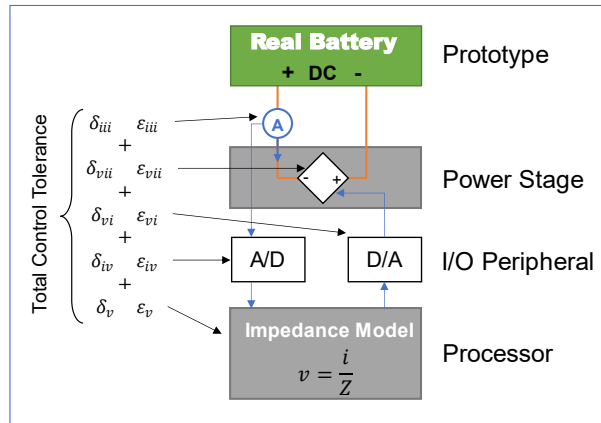 Real Battery
+ DC -
Prototype
A
δiii εiii
+
δvii εvii
+
δvi εvi
+
δiv εiv
+
δv εv
Total Control Tolerance
- +
Power Stage
A/D
D/A
I/O Peripheral
Impedance Model
v = i/Z
Processor